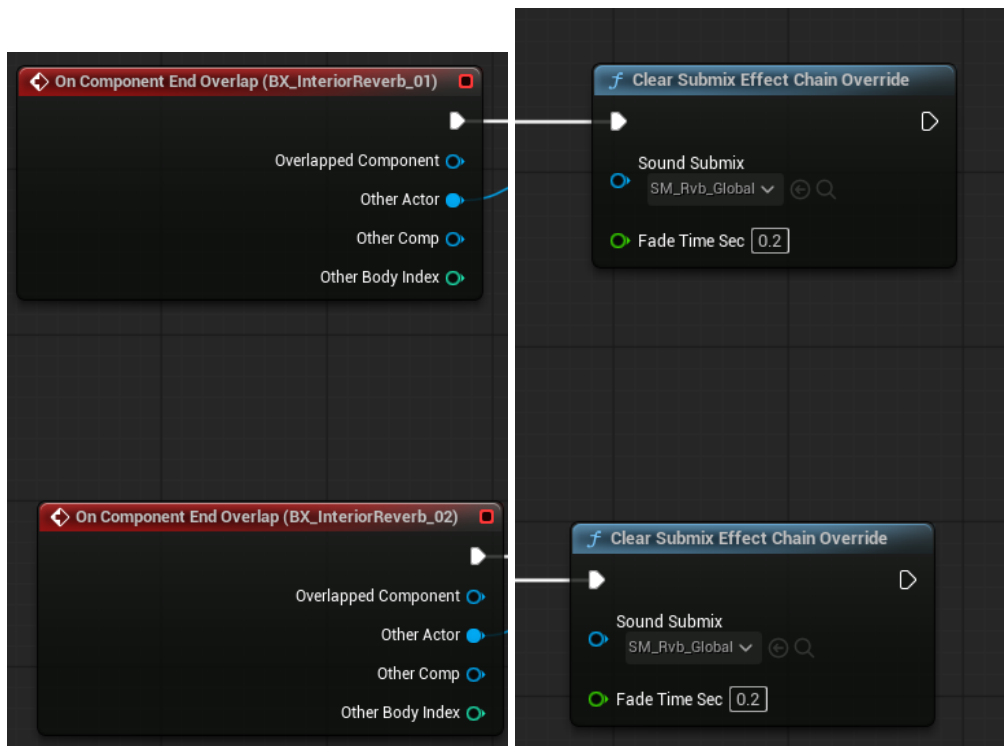 On Component End Overlap (BX_InteriorReverb_01)
Overlapped Component
Other Actor
Other Comp
Other Body Index
f Clear Submix Effect Chain Override
Sound Submix
SM_Rvb_Global
Fade Time Sec 0.2
On Component End Overlap (BX_InteriorReverb_02)
Overlapped Component
Other Actor
Other Comp
Other Body Index
f Clear Submix Effect Chain Override
Sound Submix
SM_Rvb_Global
Fade Time Sec 0.2